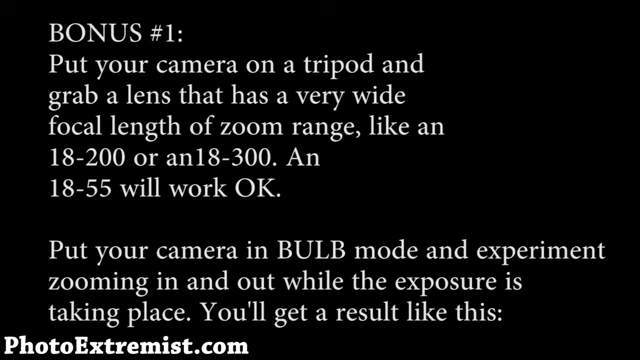 BONUS #1:
Put your camera on a tripod and
grab a lens that has a very wide
focal length of zoom range, like an
18-200 or an18-300. An
18-55 will work OK.
Put your camera in BULB mode and experiment
zooming in and out while the exposure is
taking place. You'll get a result like this:
PhotoExtremist.com